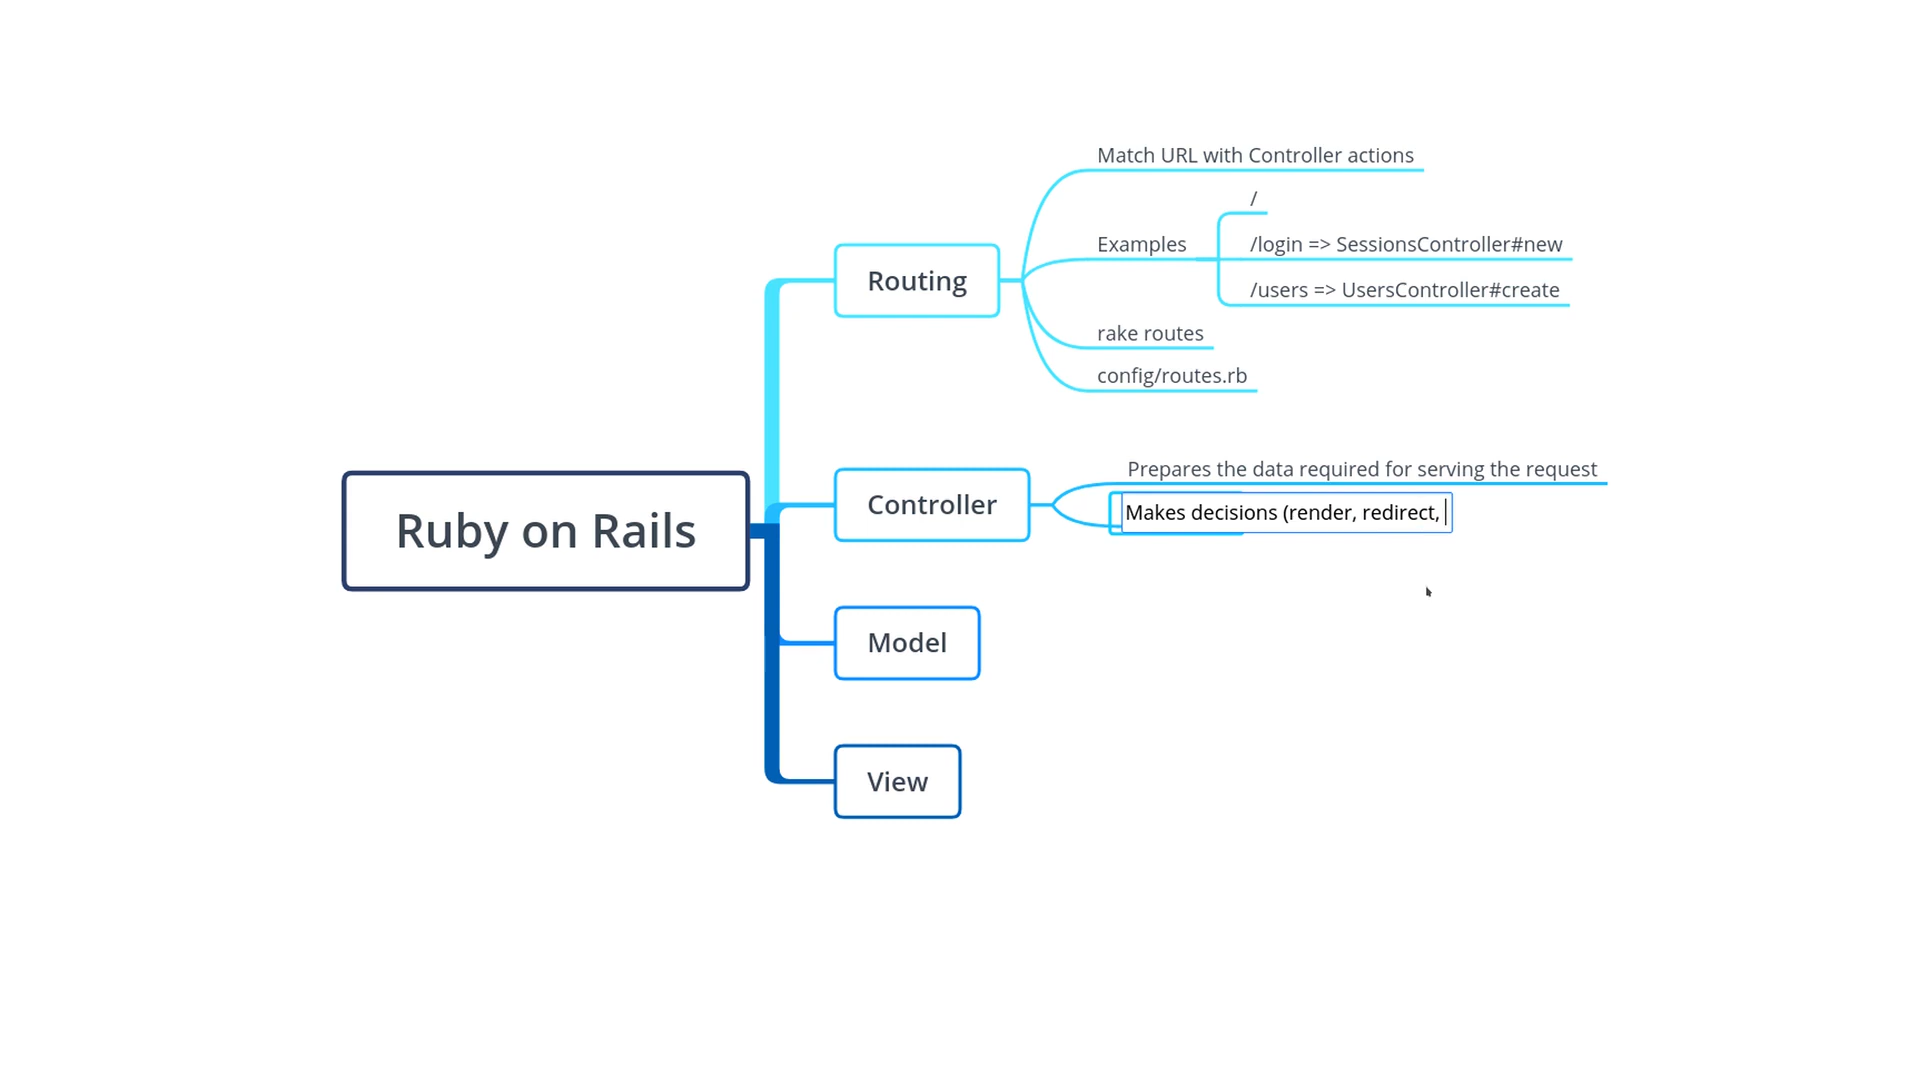 Ruby on Rails
Routing
Match URL with Controller actions
Examples
/
/login => SessionsController#new
/users => UsersController#create
rake routes
config/routes.rb
Controller
Prepares the data required for serving the request
Makes decisions (render, redirect,
Model
View